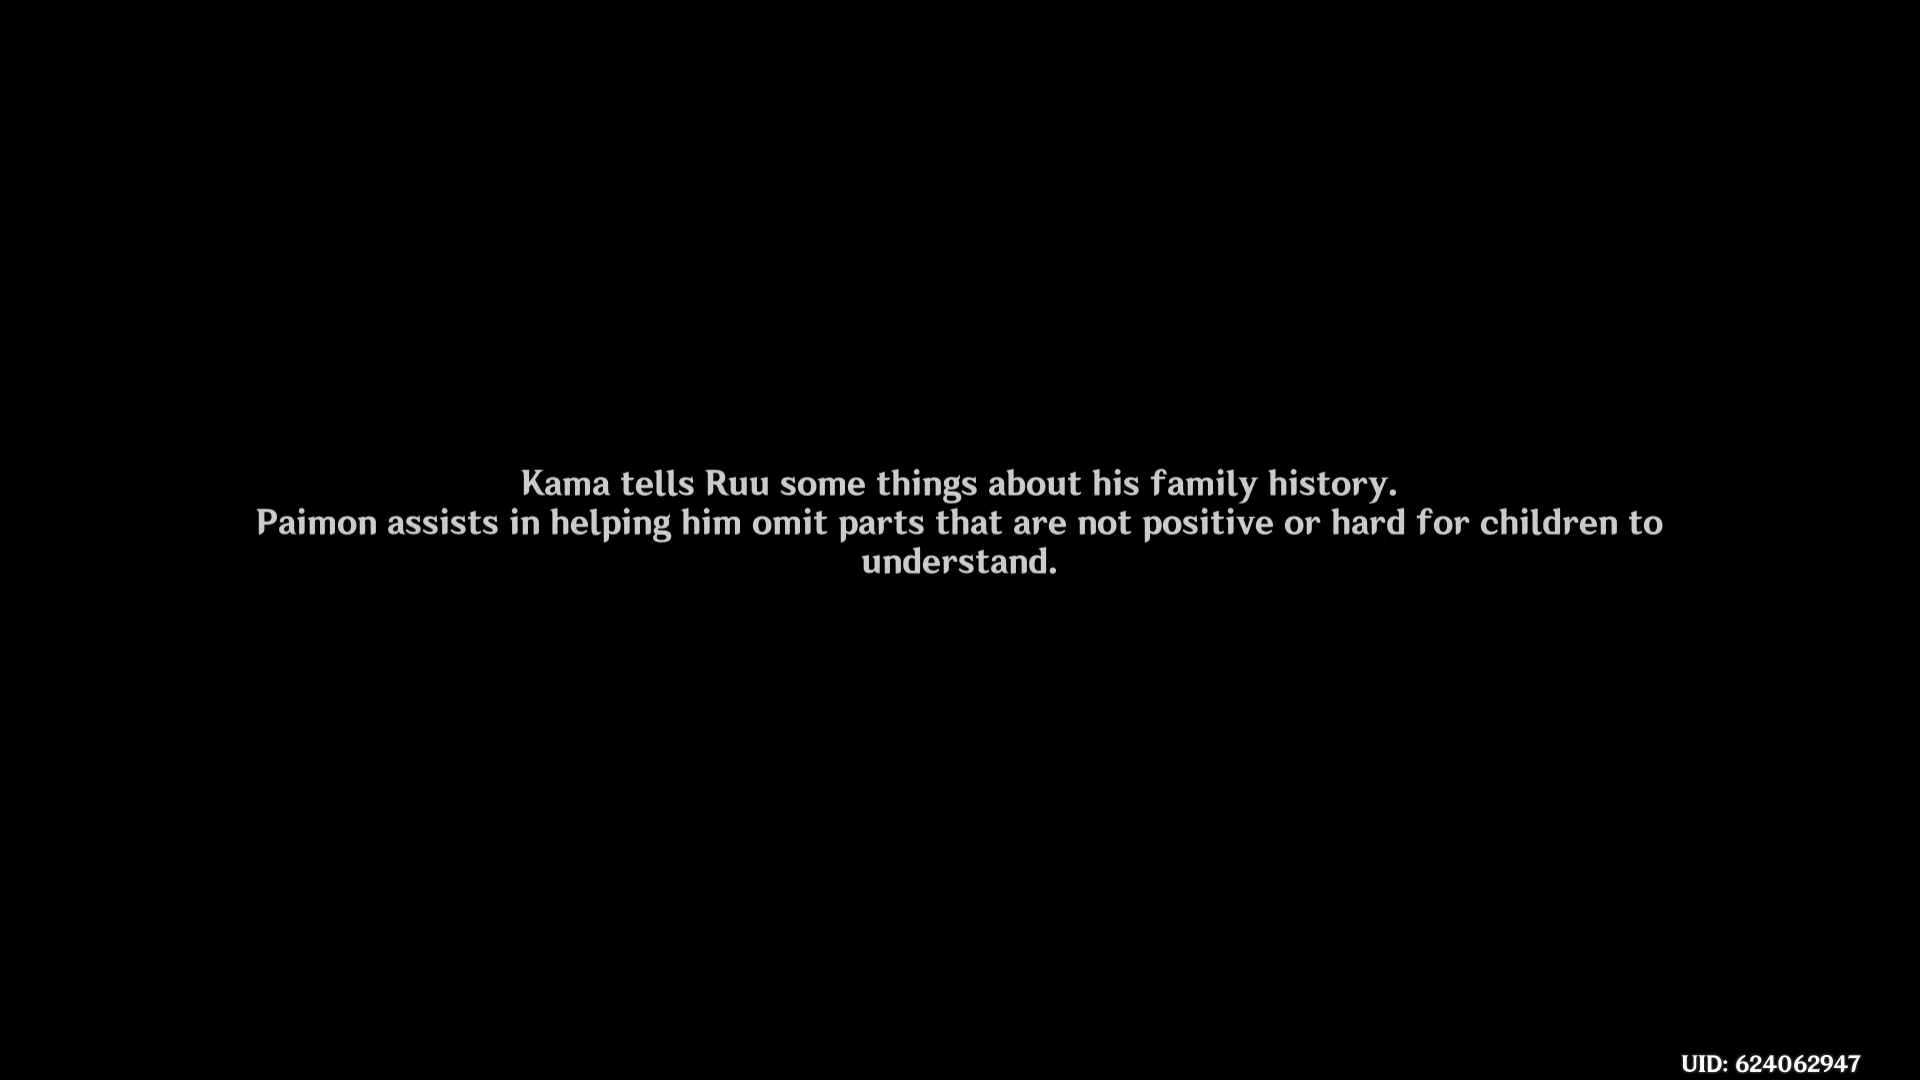 Kama tells Ruu some things about his family history.
Paimon assists in helping him omit parts that are not positive or hard for children to
understand.
UID: 624062947